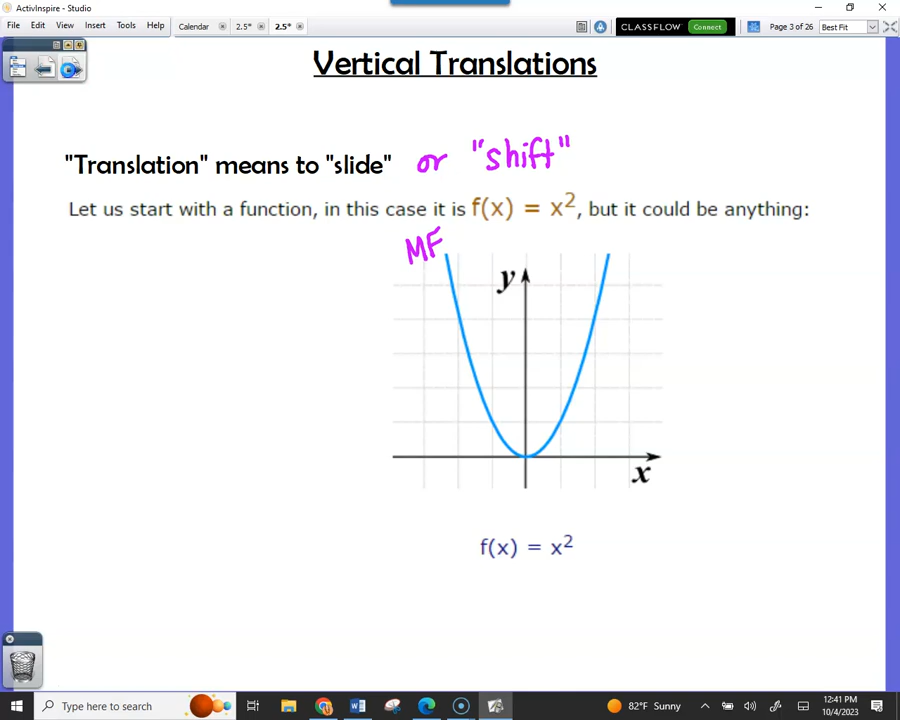 ActivInspire - Studio
File Edit View Insert Tools Help Calendar 2.5* 2.5* CLASSFLOW Connect Page 3 of 26 Best Fit
Vertical Translations
"Translation" means to "slide" or "shift"
Let us start with a function, in this case it is f(x) = x², but it could be anything:
MF
y
x
f(x) = x²
Type here to search 82°F Sunny 12:41 PM
10/4/2023